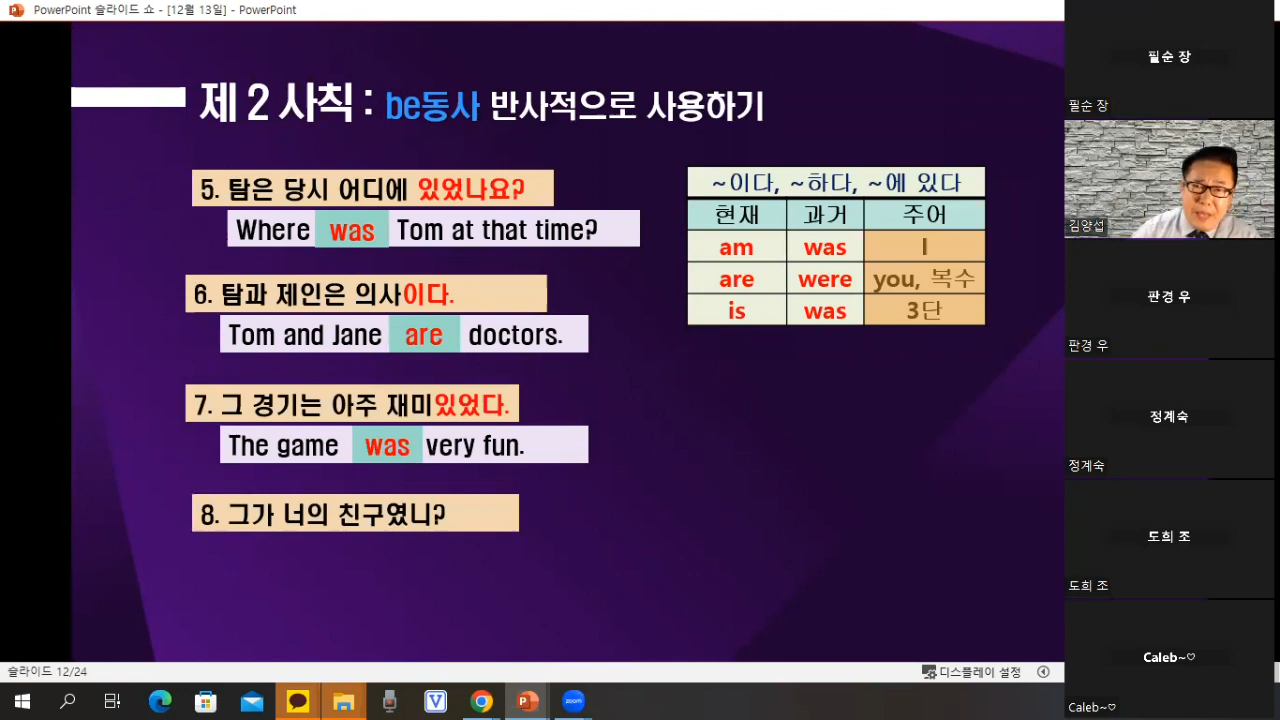 PowerPoint 슬라이드 쇼 - [12월 13일] - PowerPoint
제 2 사칙 : be동사 반사적으로 사용하기
5. 탐은 당시 어디에 있었나요?
Where was Tom at that time?
6. 탐과 제인은 의사이다.
Tom and Jane are doctors.
7. 그 경기는 아주 재미있었다.
The game was very fun.
8. 그가 너의 친구였니?
~이다, ~하다, ~에 있다
현재 과거 주어
am was I
are were you, 복수
is was 3단
필순 장
필순 장
김양섭
판경 우
판경 우
정계숙
정계숙
도희 조
도희 조
Caleb~♡
Caleb~♡
슬라이드 12/24
디스플레이 설정
V
zoom